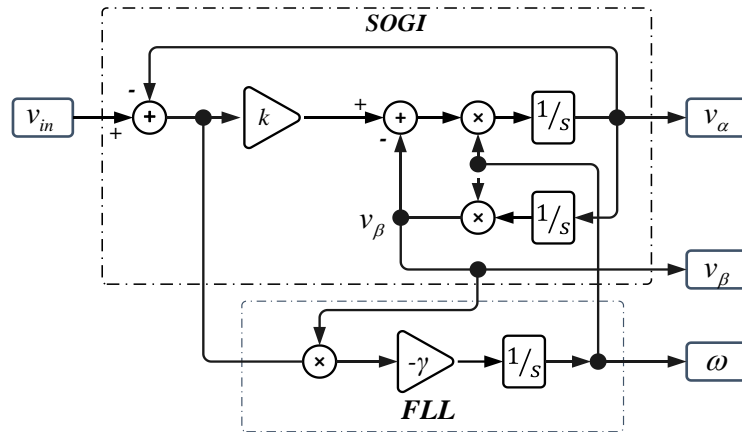 SOGI
v_in
-
+
+
k
+
-
+
×
1/s
v_α
v_β
×
1/s
v_β
×
-γ
1/s
ω
FLL